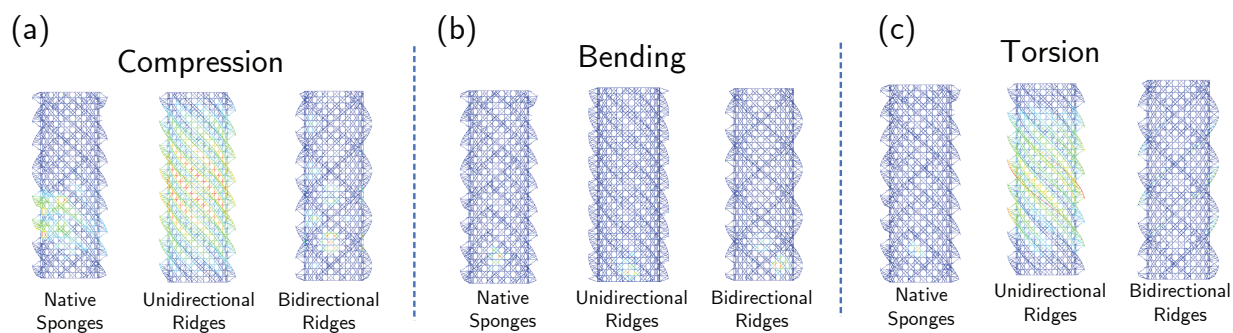 (a)
Compression
Native
Sponges
Unidirectional
Ridges
Bidirectional
Ridges
(b)
Bending
Native
Sponges
Unidirectional
Ridges
Bidirectional
Ridges
(c)
Torsion
Native
Sponges
Unidirectional
Ridges
Bidirectional
Ridges